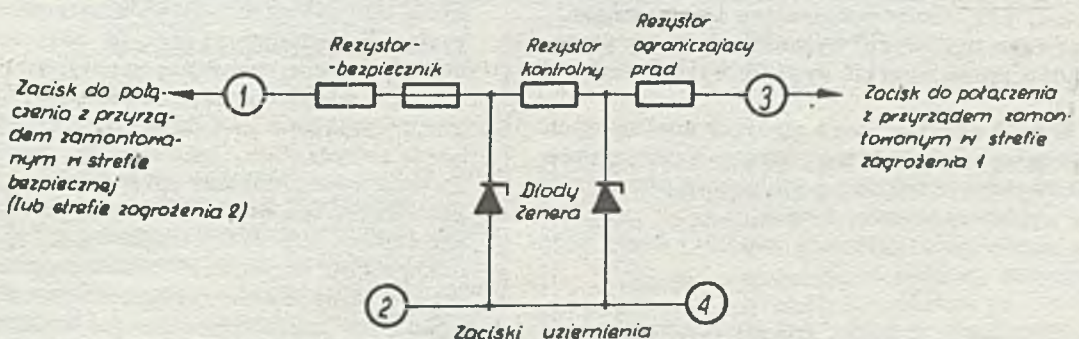 Rezystor-
-bezpiecznik
Rezystor
kontrolny
Rezystor
ograniczający
prąd
Zacisk do połą-
czenia z przyrzą-
dem zamontowa-
nym w strefie
bezpiecznej
(lub strefie zagrożenia 2)
1
3
Zacisk do połączenia
z przyrządem zamon-
towanym w strefie
zagrożenia 1
Diody
Zenera
2
4
Zaciski uziemienia